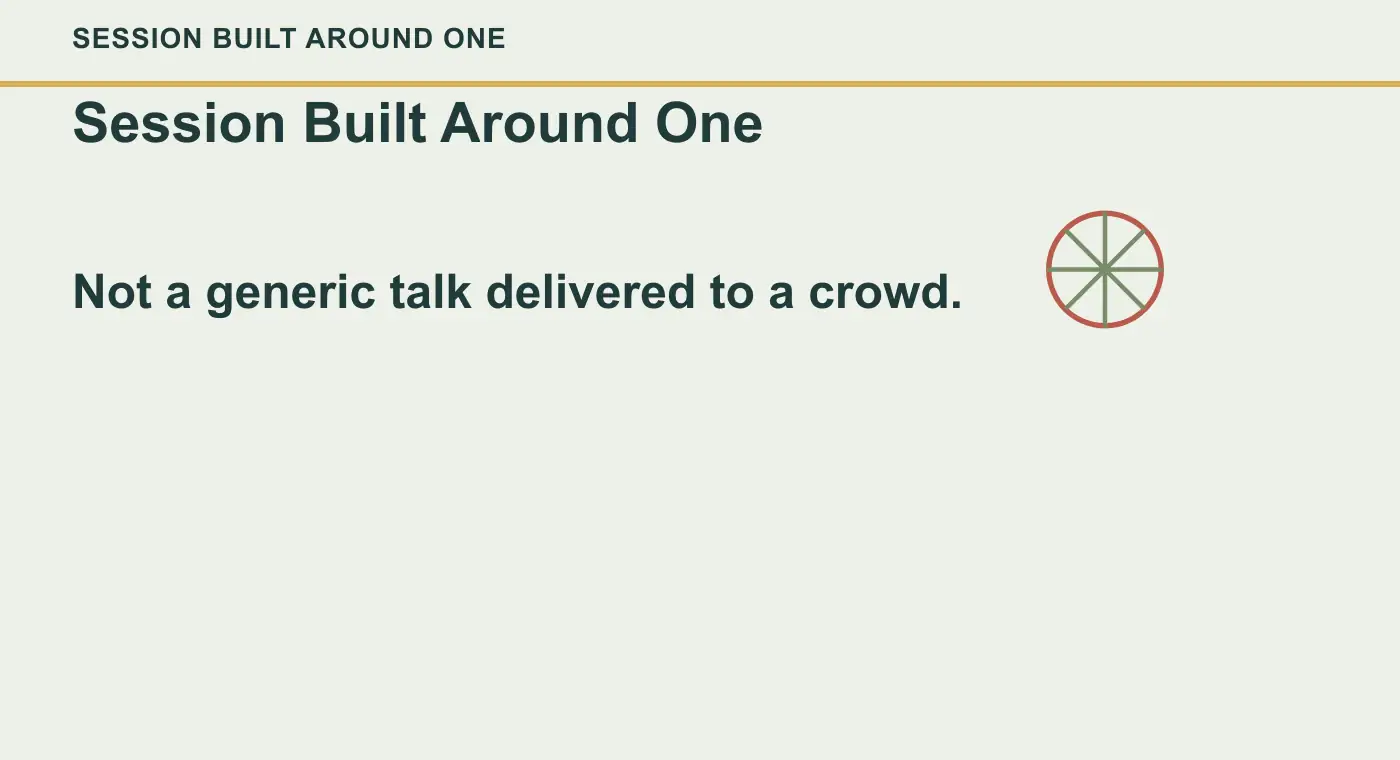 SESSION BUILT AROUND ONE
Session Built Around One
Not a generic talk delivered to a crowd.